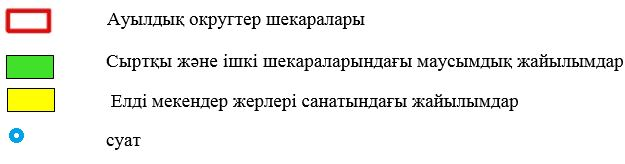 Ауылдық округтер шекаралары
Сыртқы және ішкі шекараларындағы маусымдық жайылымдар
Елді мекендер жерлері санатындағы жайылымдар
суат